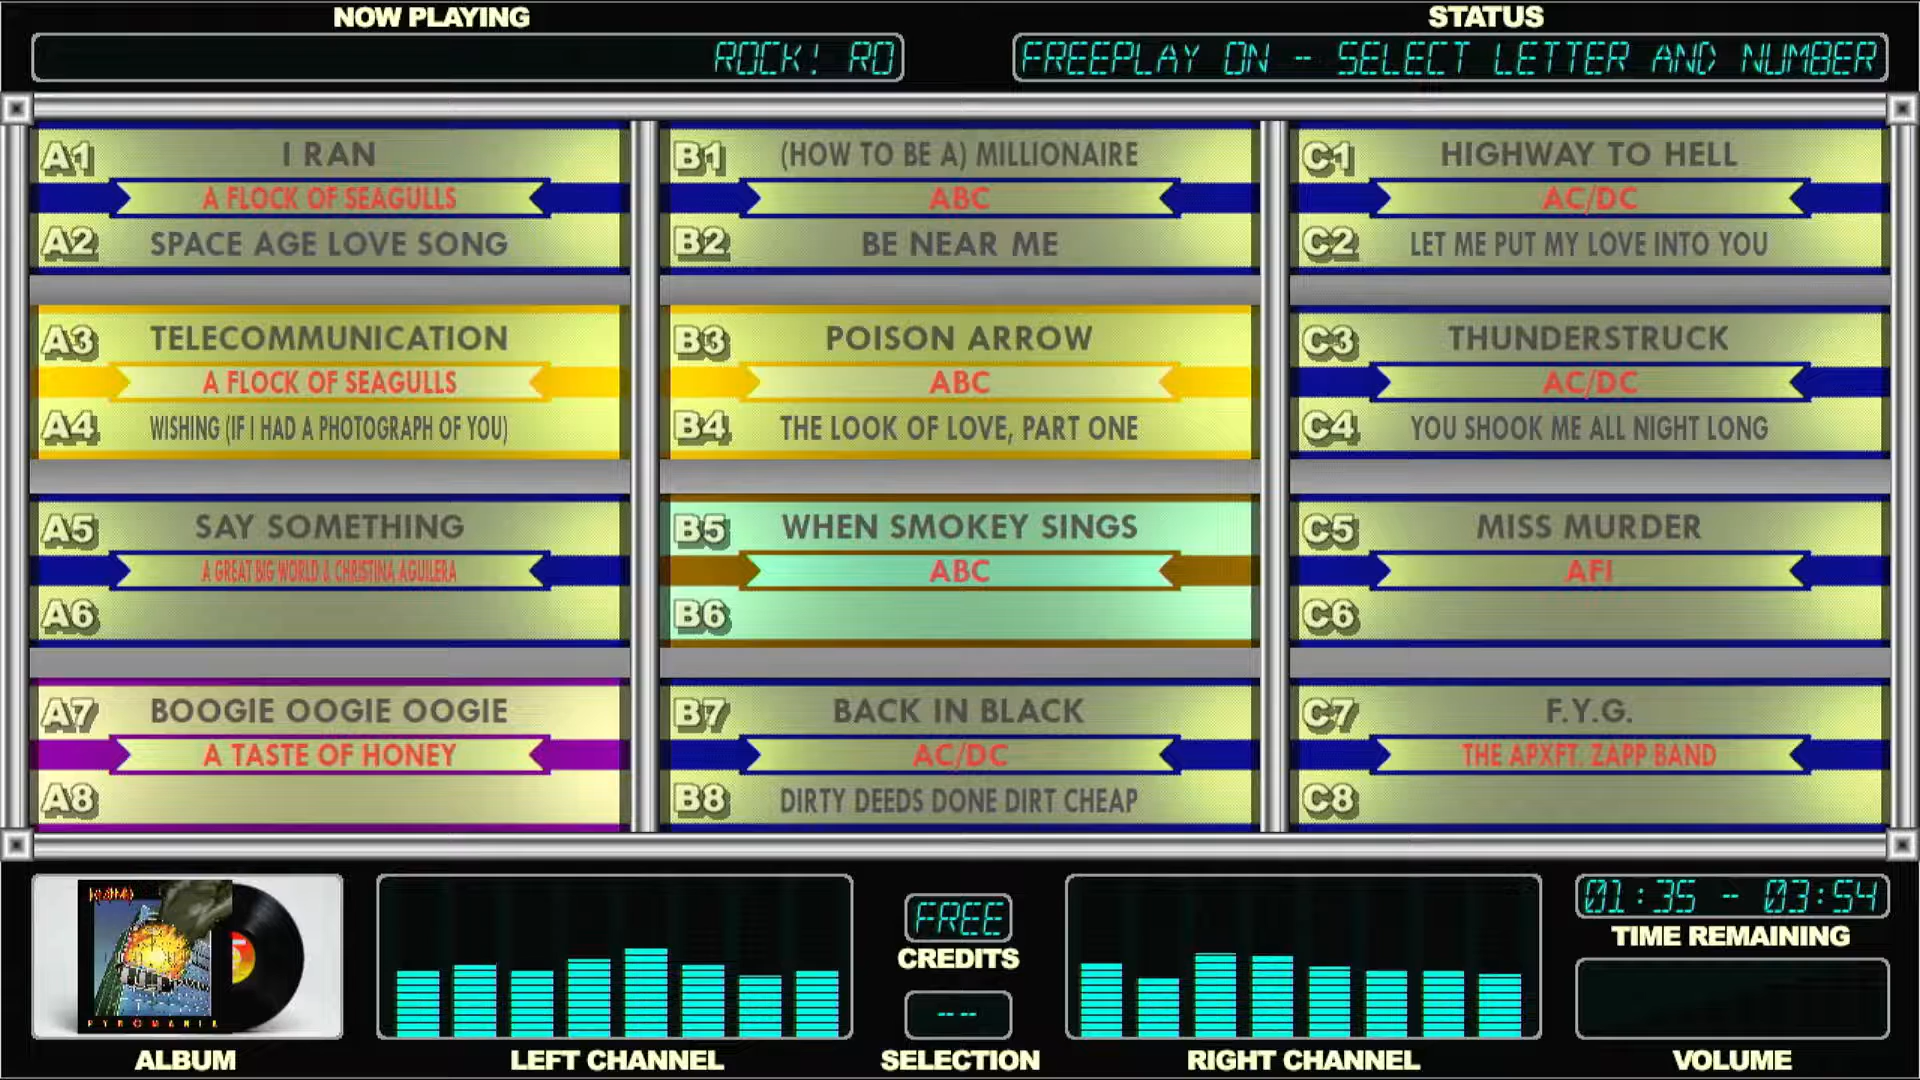 NOW PLAYING
STATUS
ROCK! RO
FREEPLAY ON - SELECT LETTER AND NUMBER
A1 I RAN
A FLOCK OF SEAGULLS
A2 SPACE AGE LOVE SONG
B1 (HOW TO BE A) MILLIONAIRE
ABC
B2 BE NEAR ME
C1 HIGHWAY TO HELL
AC/DC
C2 LET ME PUT MY LOVE INTO YOU
A3 TELECOMMUNICATION
A FLOCK OF SEAGULLS
A4 WISHING (IF I HAD A PHOTOGRAPH OF YOU)
B3 POISON ARROW
ABC
B4 THE LOOK OF LOVE, PART ONE
C3 THUNDERSTRUCK
AC/DC
C4 YOU SHOOK ME ALL NIGHT LONG
A5 SAY SOMETHING
A GREAT BIG WORLD & CHRISTINA AGUILERA
A6
B5 WHEN SMOKEY SINGS
ABC
B6
C5 MISS MURDER
AFI
C6
A7 BOOGIE OOGIE OOGIE
A TASTE OF HONEY
A8
B7 BACK IN BLACK
AC/DC
B8 DIRTY DEEDS DONE DIRT CHEAP
C7 F.Y.G.
THE APXFT. ZAPP BAND
C8
PYROMANIA
ALBUM
LEFT CHANNEL
FREE
CREDITS
--
SELECTION
RIGHT CHANNEL
01:35 - 03:54
TIME REMAINING
VOLUME